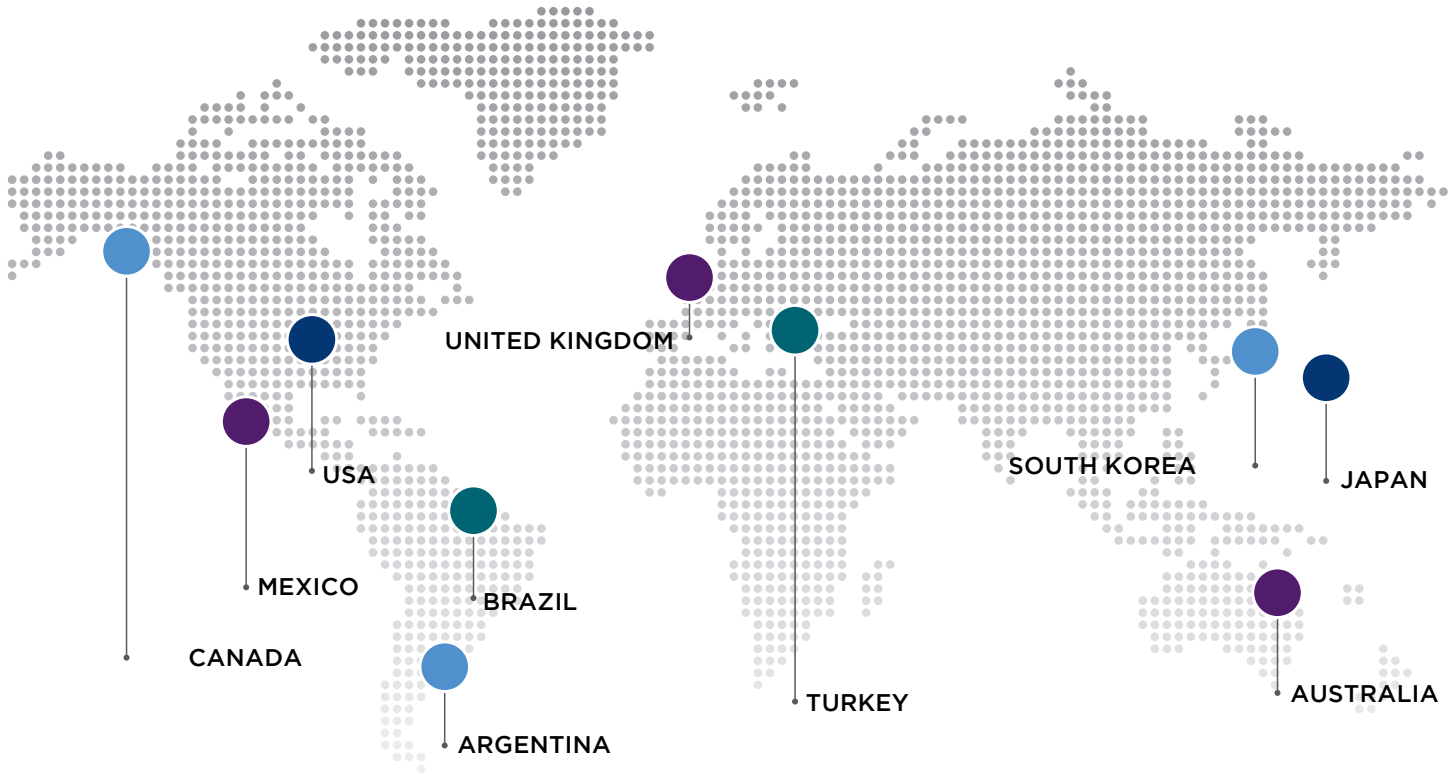 UNITED KINGDOM
SOUTH KOREA
USA
JAPAN
MEXICO
BRAZIL
CANADA
AUSTRALIA
TURKEY
ARGENTINA